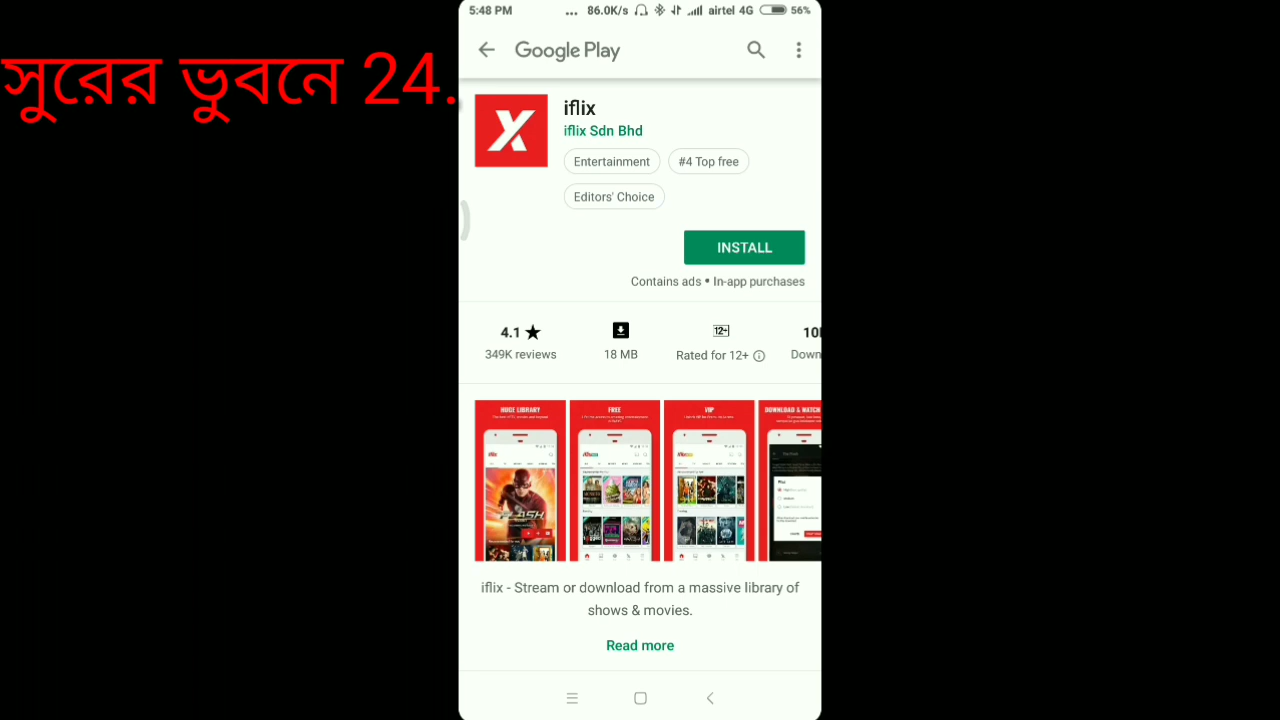 5:48 PM ... 86.0K/s airtel 4G 56%
সুরের ভুবনে 24.
Google Play
X
iflix
iflix Sdn Bhd
Entertainment #4 Top free
Editors' Choice
INSTALL
Contains ads • In-app purchases
4.1 ★ 12+
349K reviews 18 MB Rated for 12+ Down
HUGE LIBRARY FREE VIP DOWNLOAD & WATCH
FLASH
iflix - Stream or download from a massive library of
shows & movies.
Read more